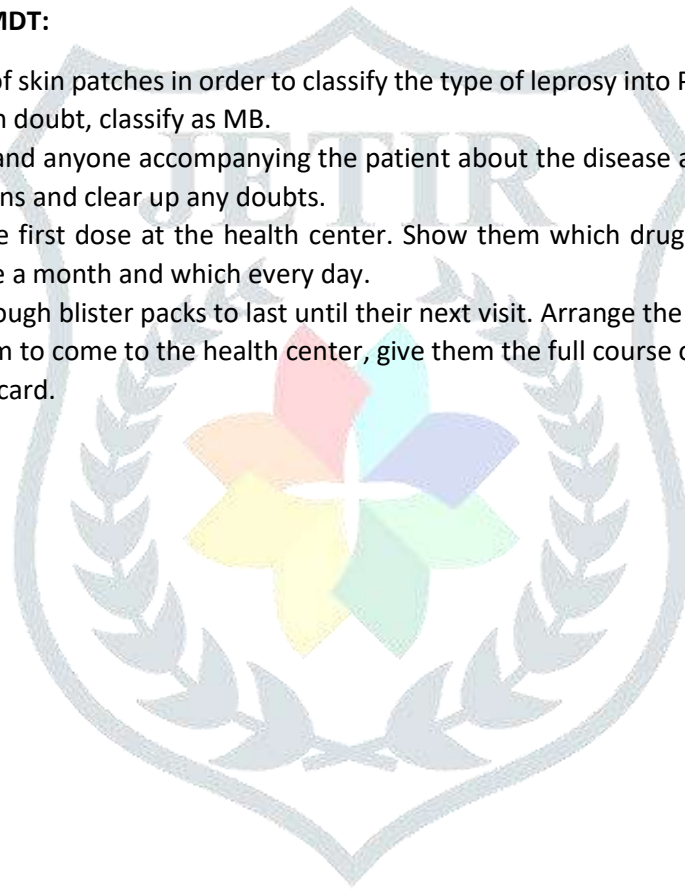 MDT:
of skin patches in order to classify the type of leprosy into P
n doubt, classify as MB.
and anyone accompanying the patient about the disease a
ns and clear up any doubts.
e first dose at the health center. Show them which drug
e a month and which every day.
ough blister packs to last until their next visit. Arrange the
m to come to the health center, give them the full course o
card.
JETIR